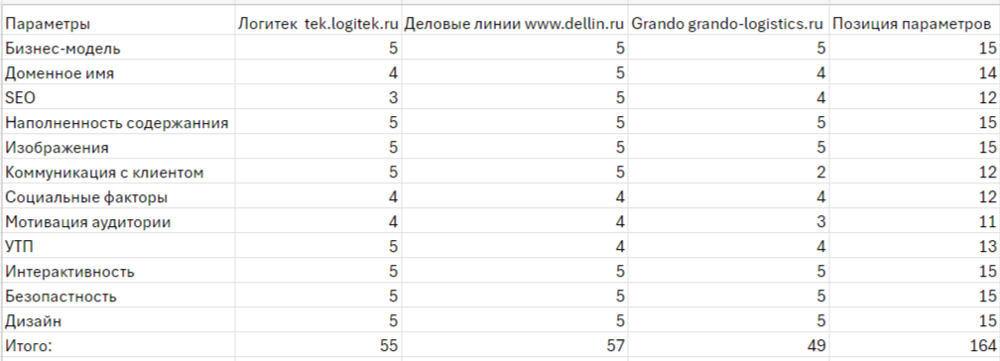 Параметры Логитек tek.logitek.ru Деловые линии www.dellin.ru Grando grando-logistics.ru Позиция параметров
Бизнес-модель 5 5 5 15
Доменное имя 4 5 4 14
SEO 3 5 4 12
Наполненность содержанния 5 5 5 15
Изображения 5 5 5 15
Коммуникация с клиентом 5 5 2 12
Социальные факторы 4 4 4 12
Мотивация аудитории 4 4 3 11
УТП 5 4 4 13
Интерактивность 5 5 5 15
Безопастность 5 5 5 15
Дизайн 5 5 5 15
Итого: 55 57 49 164